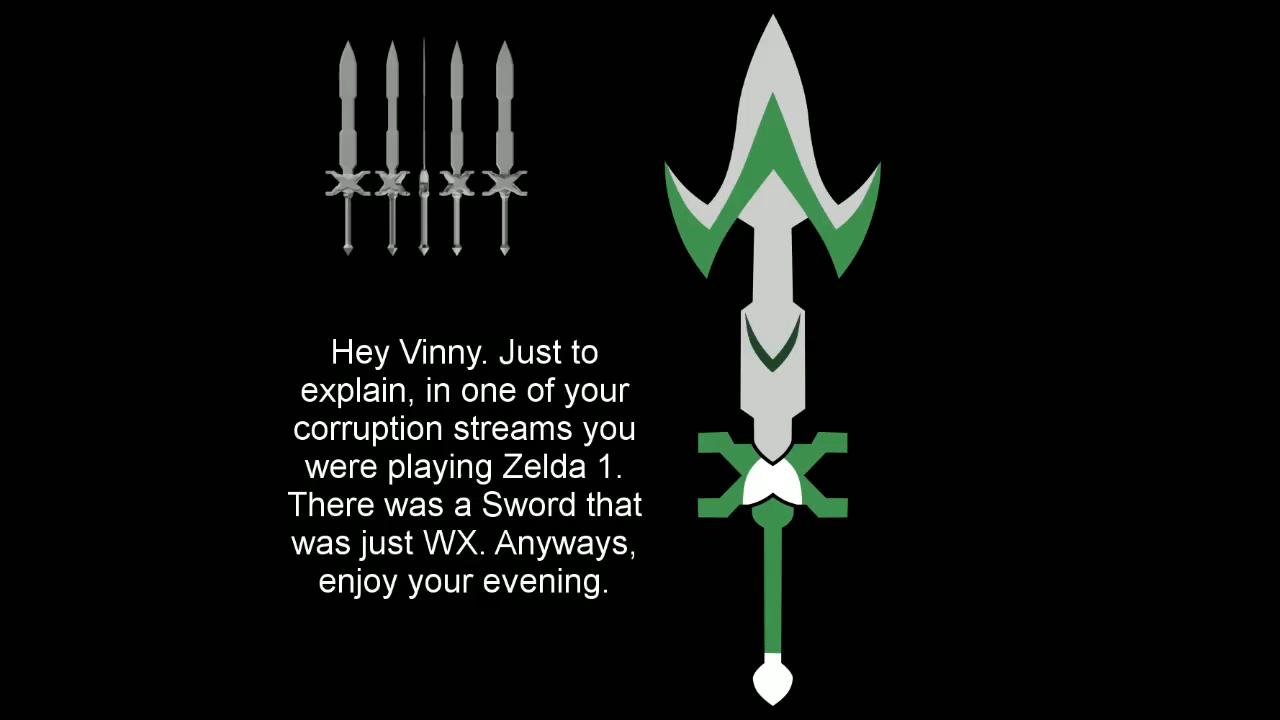 Hey Vinny. Just to
explain, in one of your
corruption streams you
were playing Zelda 1.
There was a Sword that
was just WX. Anyways,
enjoy your evening.